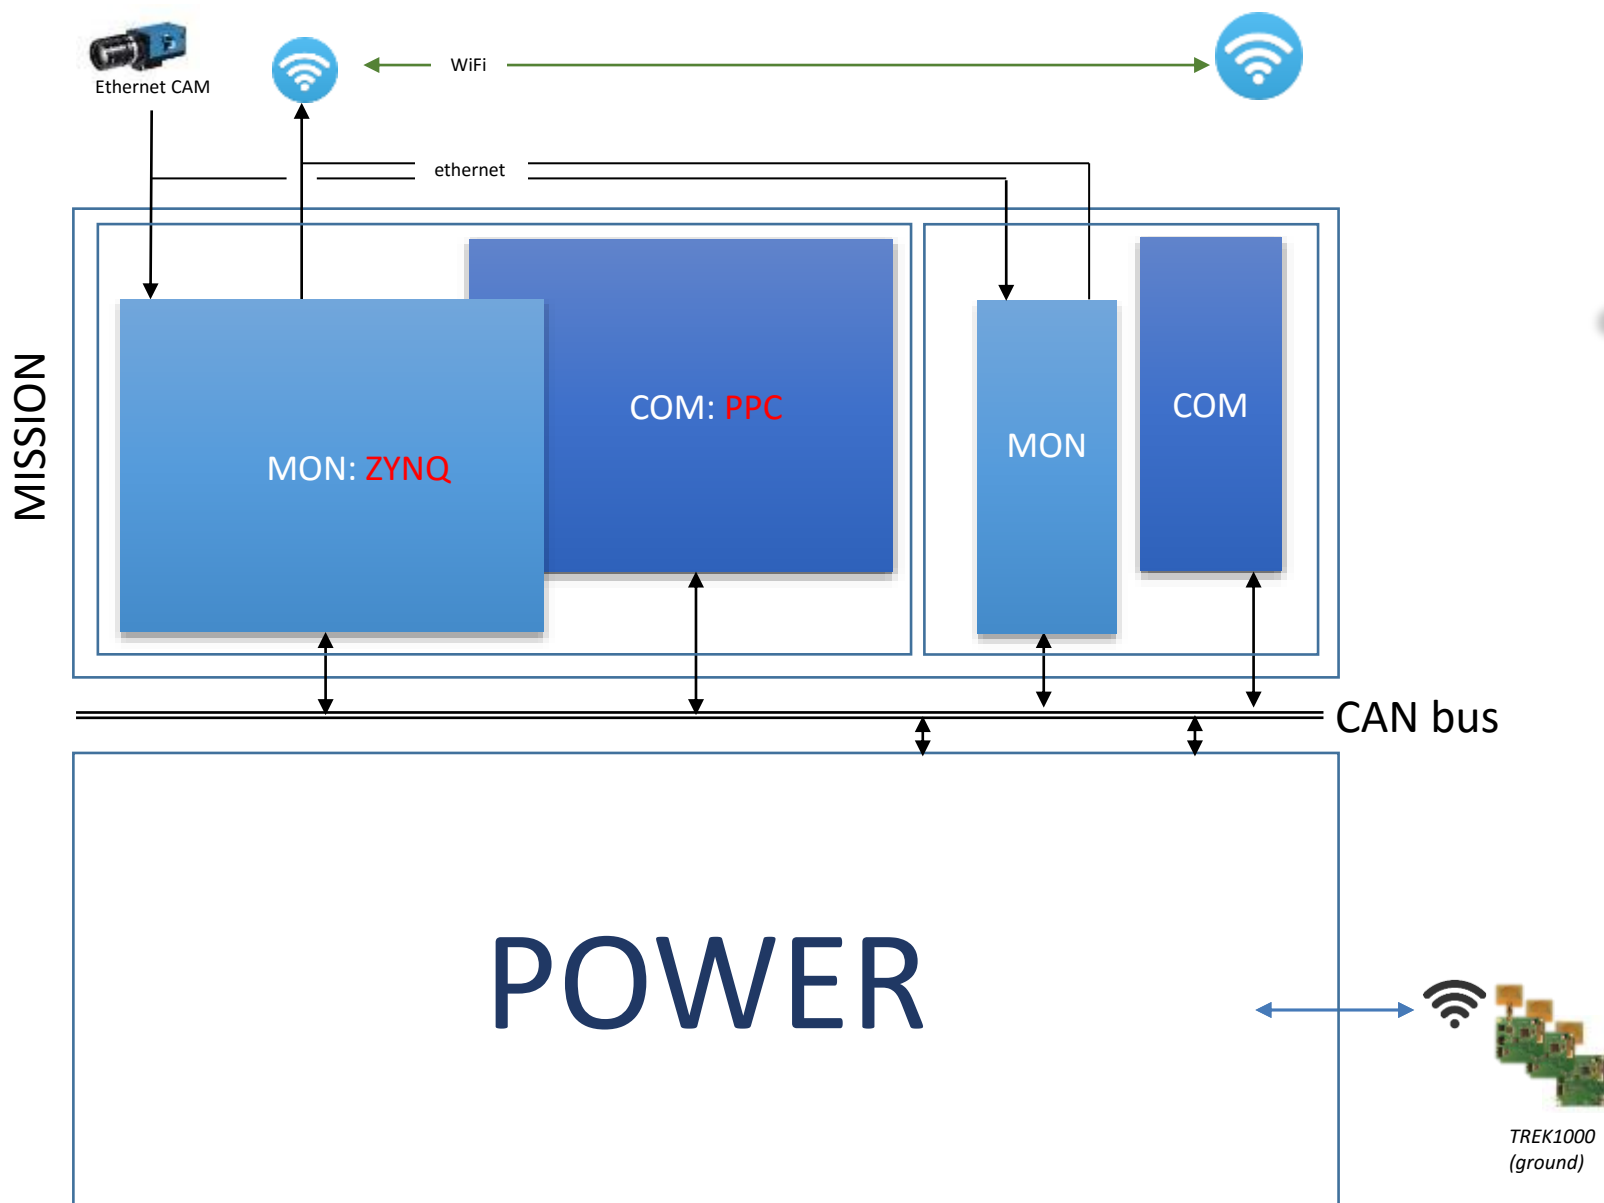 Ethernet CAM
WiFi
ethernet
MISSION
MON: ZYNQ
COM: PPC
MON
COM
CAN bus
POWER
TREK1000
(ground)